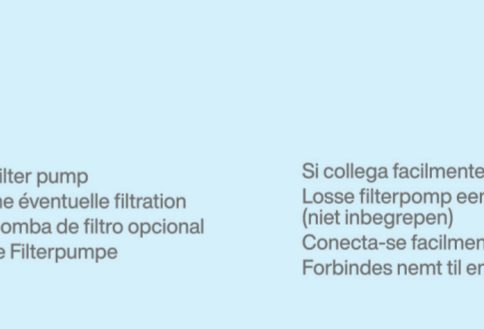 filter pump
éventuelle filtration
de filtro opcional
Filterpumpe
Si collega facilmente
Losse filterpomp
(niet inbegrepen)
Conecta-se
Forbindes nemt til